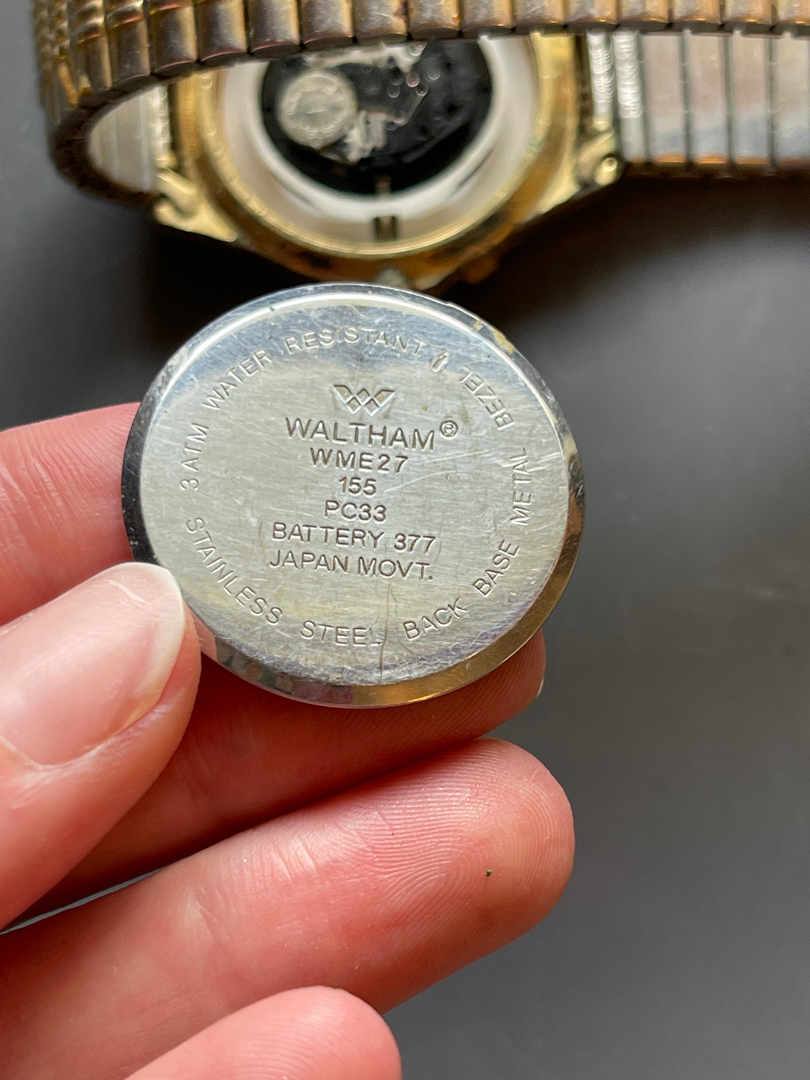 3 ATM WATER RESISTANT
BEZEL
WALTHAM®
WME27
155
PC33
BATTERY 377
JAPAN MOVT.
STAINLESS STEEL BACK BASE METAL